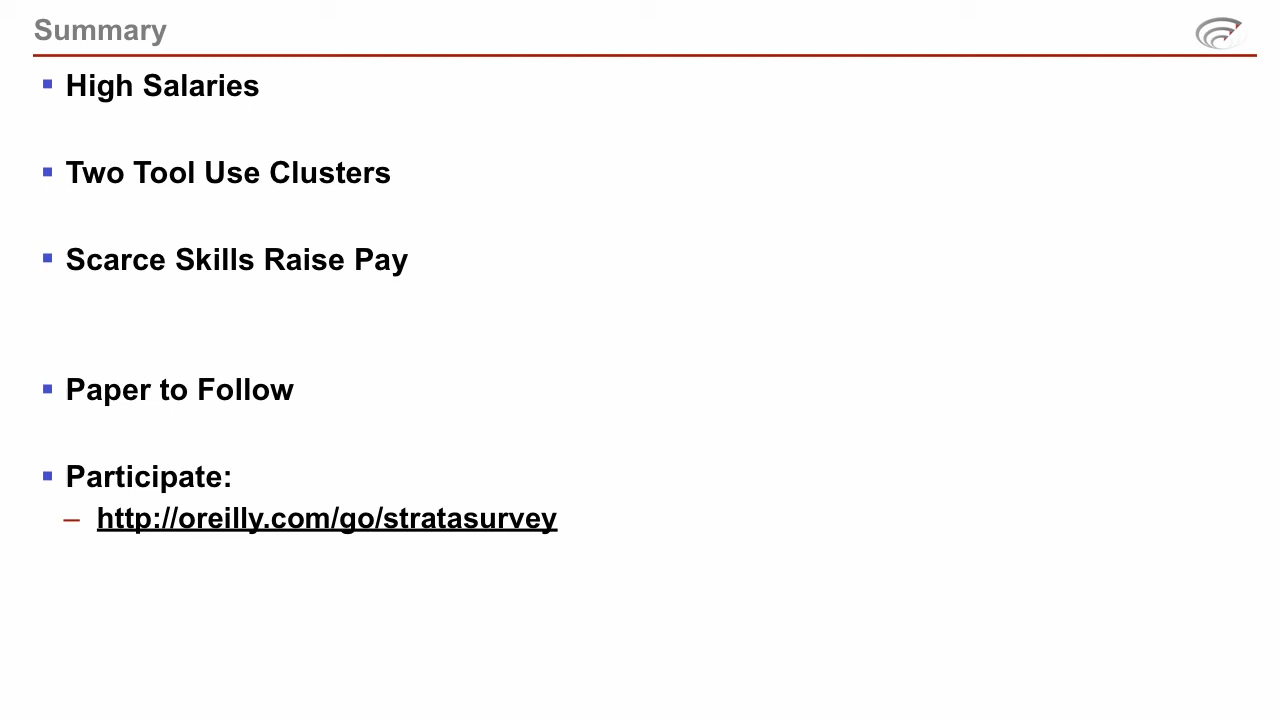 Summary
High Salaries
Two Tool Use Clusters
Scarce Skills Raise Pay
Paper to Follow
Participate:
– http://oreilly.com/go/stratasurvey